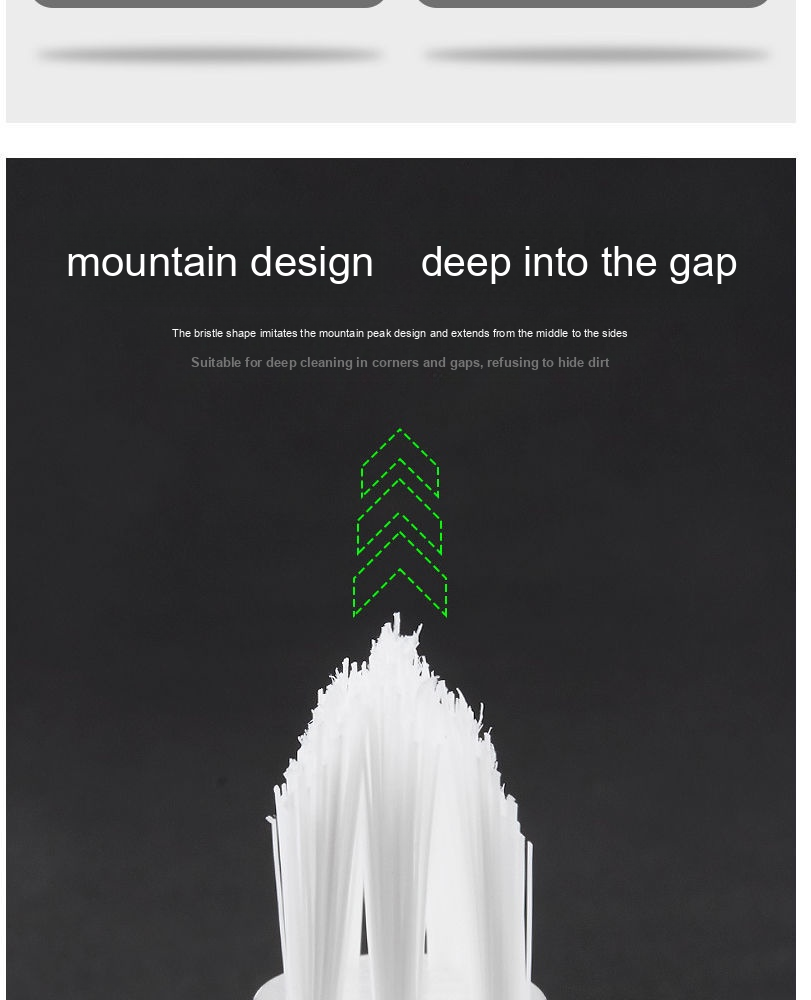 mountain design deep into the gap
The bristle shape imitates the mountain peak design and extends from the middle to the sides
Suitable for deep cleaning in corners and gaps, refusing to hide dirt